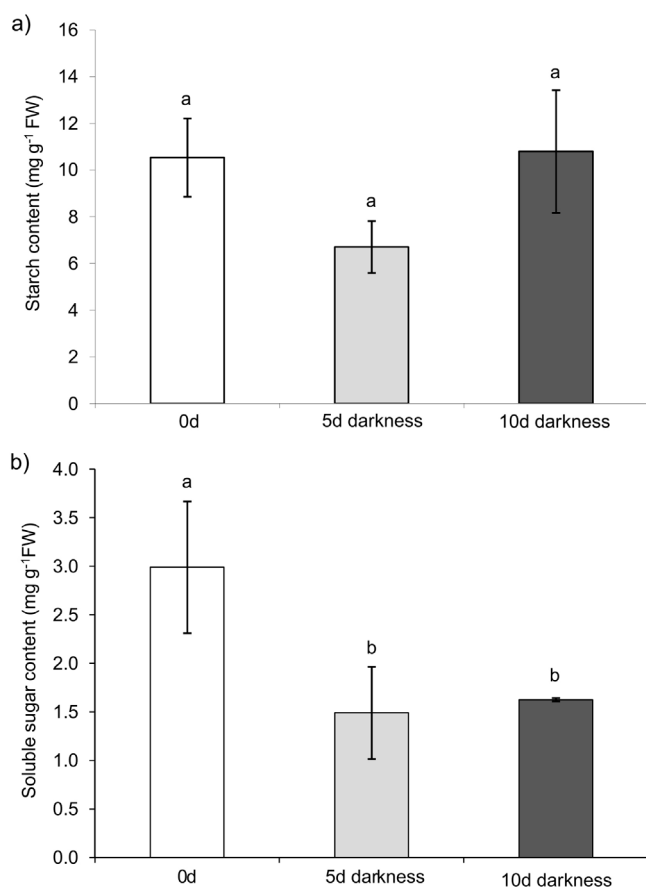 a)
Starch content (mg g⁻¹ FW)
16
14
12
10
8
6
4
2
0
a
a
a
0d
5d darkness
10d darkness
b)
Soluble sugar content (mg g⁻¹FW)
4.0
3.5
3.0
2.5
2.0
1.5
1.0
0.5
0.0
a
b
b
0d
5d darkness
10d darkness